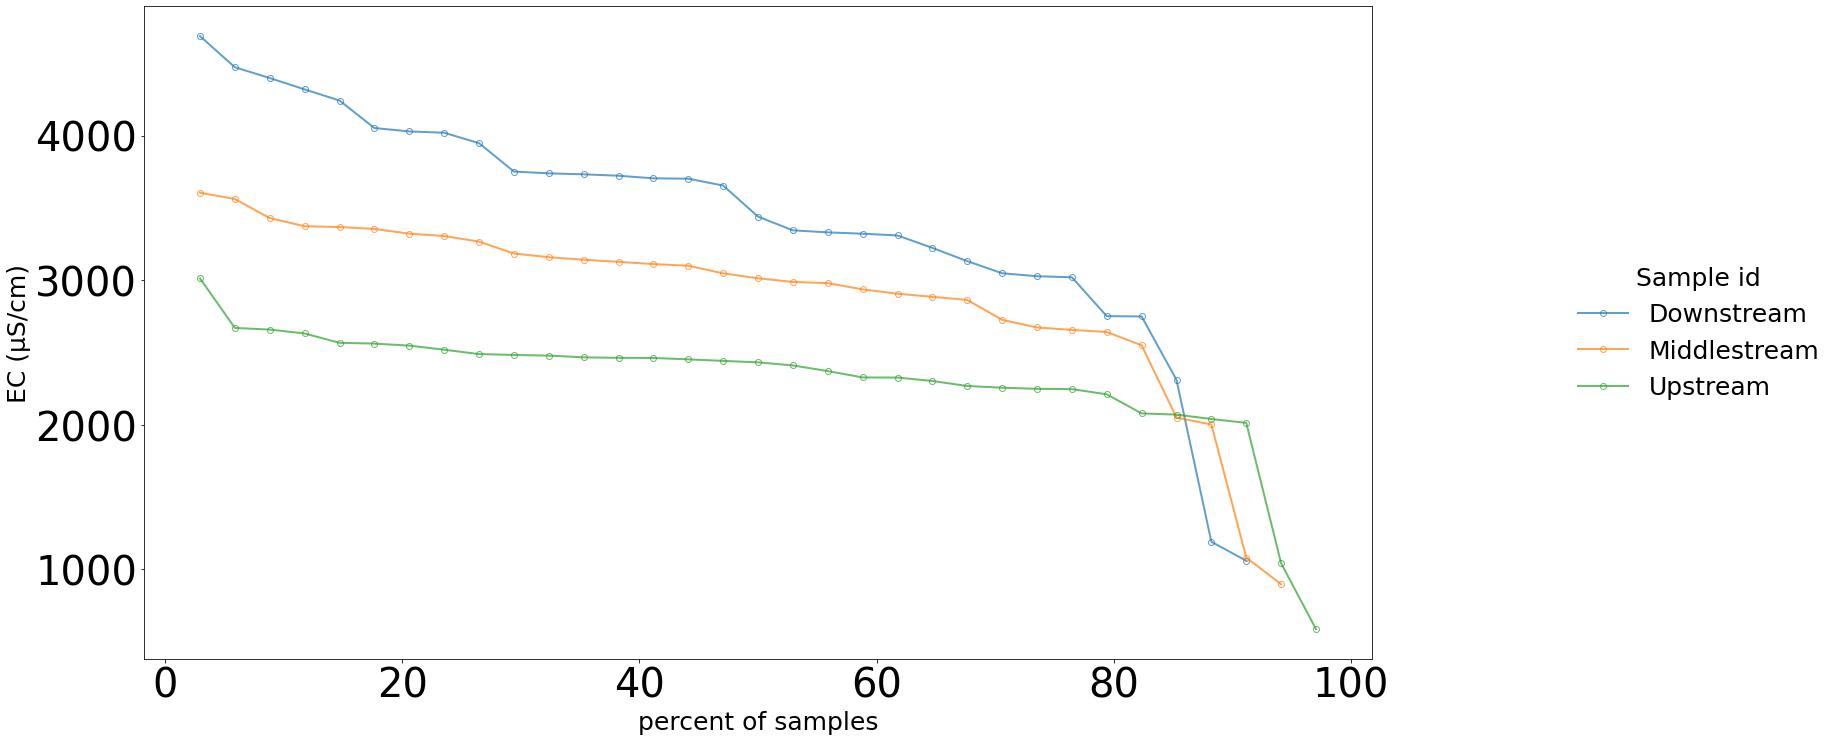 4000
3000
2000
1000
EC (µS/cm)
0 20 40 60 80 100
percent of samples
Sample id
Downstream
Middlestream
Upstream